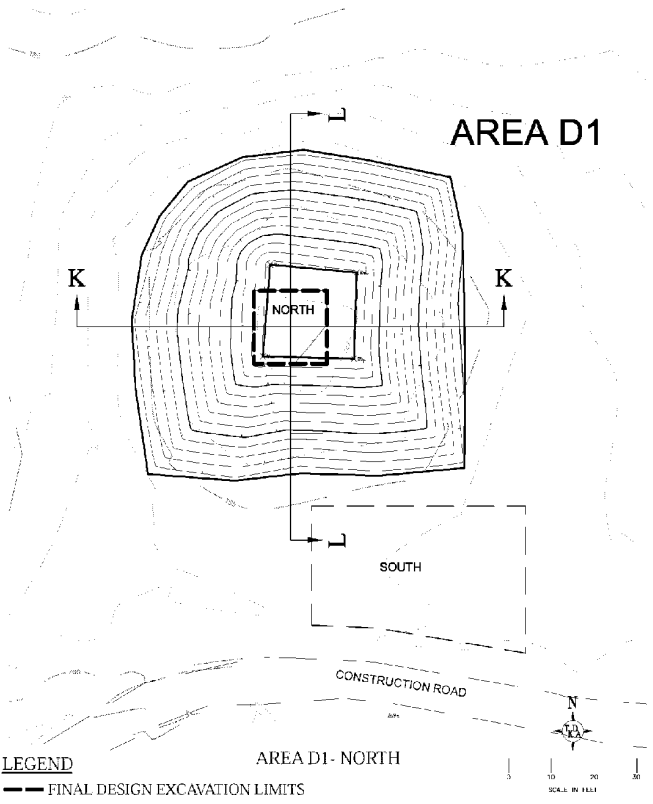 L
AREA D1
K
K
NORTH
L
SOUTH
CONSTRUCTION ROAD
N
AREA D1- NORTH
LEGEND
FINAL DESIGN EXCAVATION LIMITS
10 20 30
SCALE IN FEET